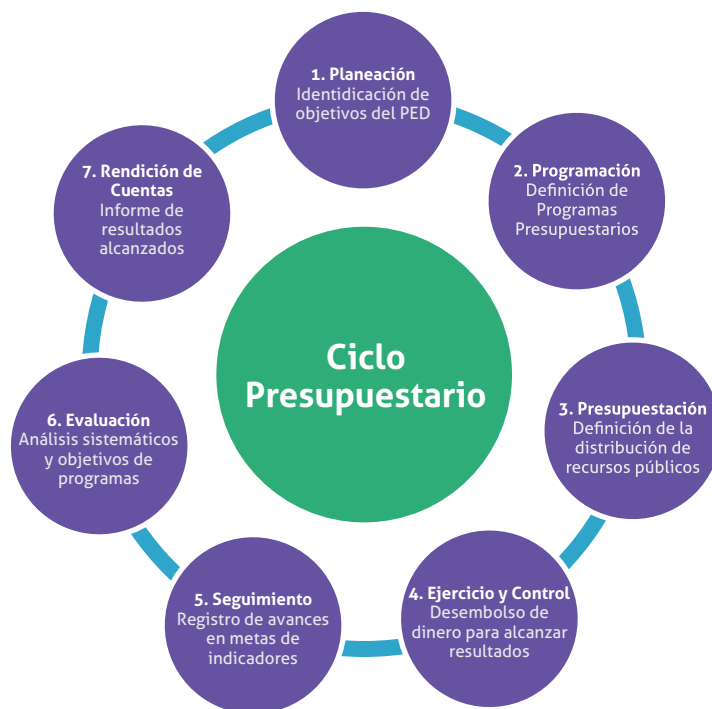 1. Planeación
Identidicación de
objetivos del PED
2. Programación
Definición de
Programas
Presupuestarios
3. Presupuestación
Definición de la
distribución de
recursos públicos
4. Ejercicio y Control
Desembolso de
dinero para alcanzar
resultados
5. Seguimiento
Registro de avances
en metas de
indicadores
6. Evaluación
Análisis sistemáticos
y objetivos de
programas
7. Rendición de
Cuentas
Informe de
resultados
alcanzados
Ciclo
Presupuestario